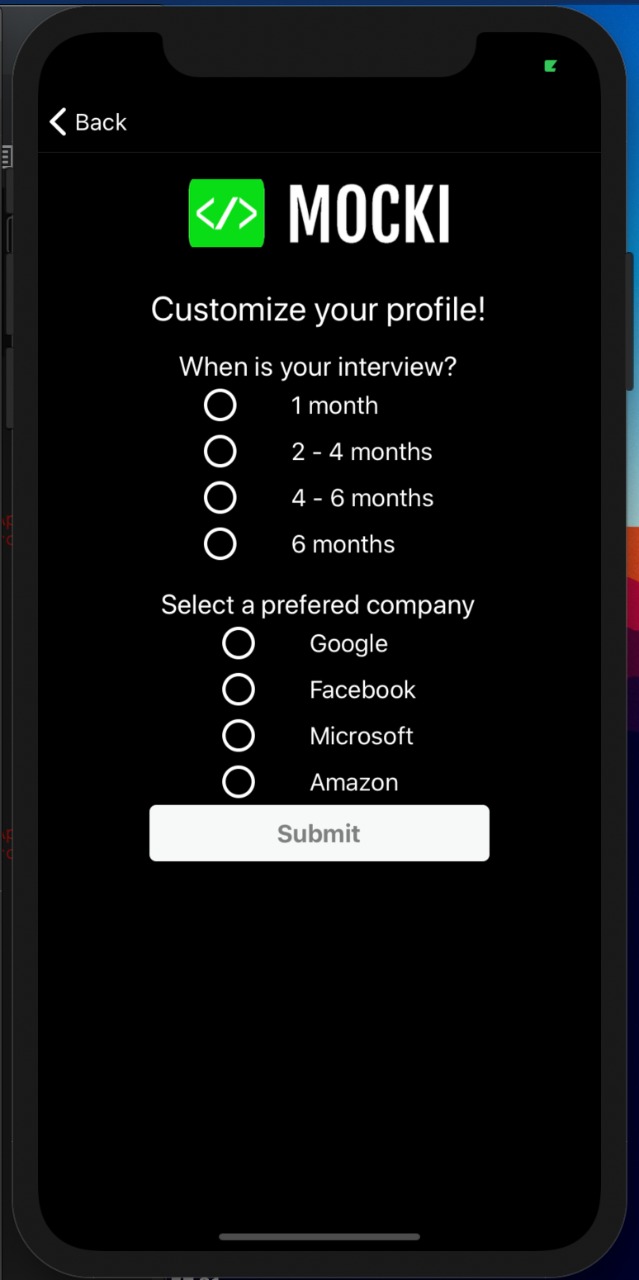 Back
</> MOCKI
Customize your profile!
When is your interview?
1 month
2 - 4 months
4 - 6 months
6 months
Select a prefered company
Google
Facebook
Microsoft
Amazon
Submit